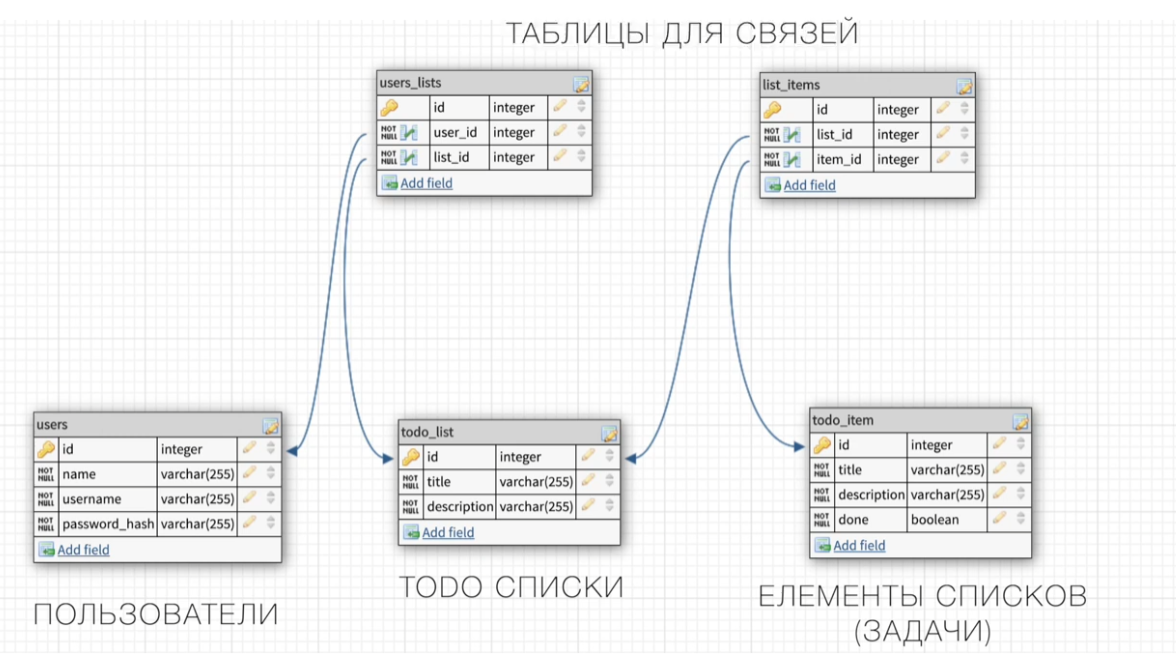 ТАБЛИЦЫ ДЛЯ СВЯЗЕЙ
users_lists
id integer
NOT NULL user_id integer
NOT NULL list_id integer
Add field
list_items
id integer
NOT NULL list_id integer
NOT NULL item_id integer
Add field
users
id integer
NOT NULL name varchar(255)
NOT NULL username varchar(255)
NOT NULL password_hash varchar(255)
Add field
ПОЛЬЗОВАТЕЛИ
todo_list
id integer
NOT NULL title varchar(255)
NOT NULL description varchar(255)
Add field
TODO СПИСКИ
todo_item
id integer
NOT NULL title varchar(255)
NOT NULL description varchar(255)
NOT NULL done boolean
Add field
ЕЛЕМЕНТЫ СПИСКОВ
(ЗАДАЧИ)